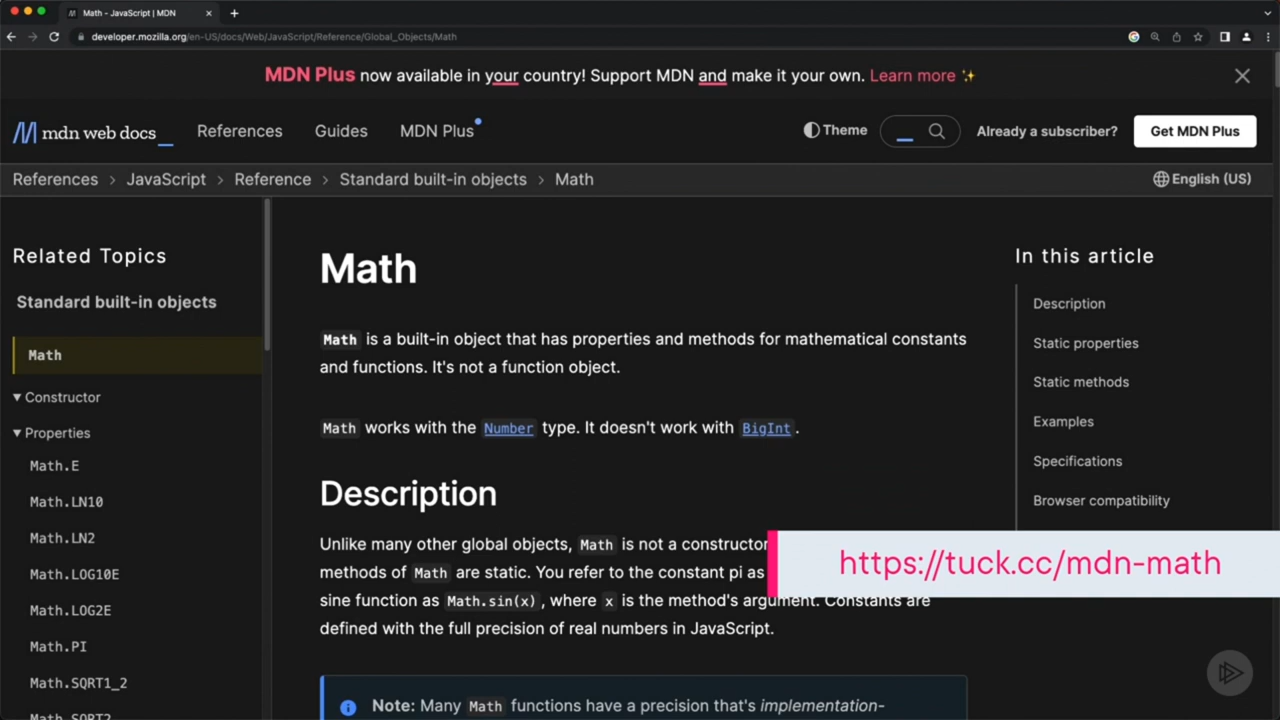 Math - JavaScript | MDN
developer.mozilla.org/en-US/docs/Web/JavaScript/Reference/Global_Objects/Math
MDN Plus now available in your country! Support MDN and make it your own. Learn more ✨
mdn web docs_ References Guides MDN Plus Theme Already a subscriber? Get MDN Plus
References > JavaScript > Reference > Standard built-in objects > Math English (US)
Related Topics
Standard built-in objects
Math
Constructor
Properties
Math.E
Math.LN10
Math.LN2
Math.LOG10E
Math.LOG2E
Math.PI
Math.SQRT1_2
Math.SQRT2
Math
Math is a built-in object that has properties and methods for mathematical constants
and functions. It's not a function object.
Math works with the Number type. It doesn't work with BigInt.
Description
Unlike many other global objects, Math is not a constructor
methods of Math are static. You refer to the constant pi as
sine function as Math.sin(x), where x is the method's argument. Constants are
defined with the full precision of real numbers in JavaScript.
Note: Many Math functions have a precision that's implementation-
In this article
Description
Static properties
Static methods
Examples
Specifications
Browser compatibility
https://tuck.cc/mdn-math